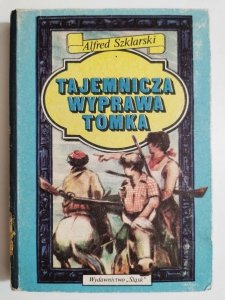 Alfred Szklarski
TAJEMNICZA
WYPRAWA
TOMKA
Wydawnictwo „Śląsk”